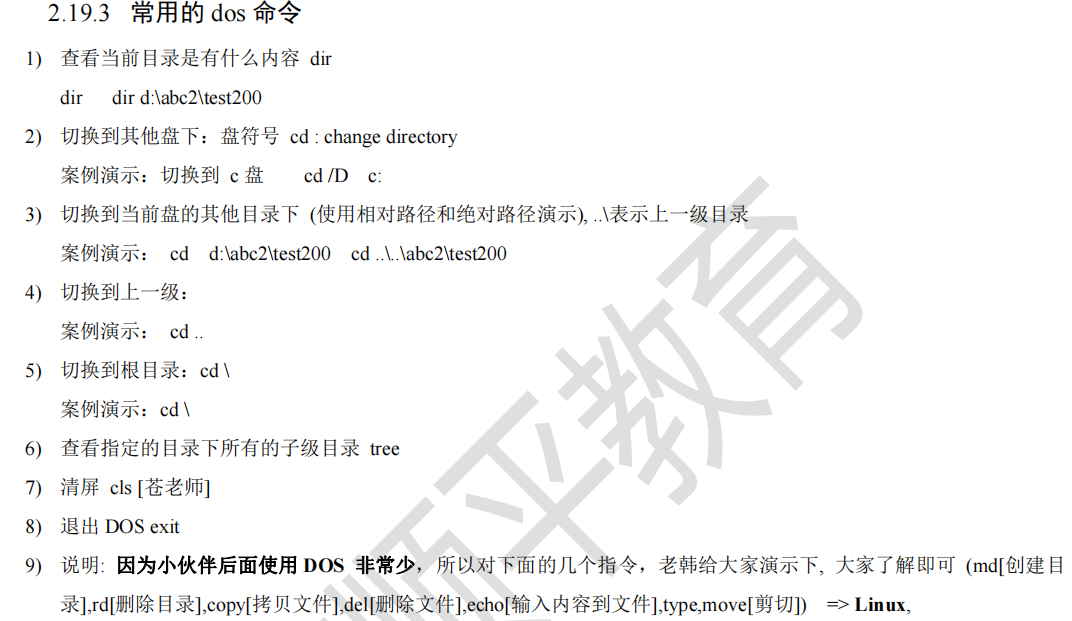 2.19.3 常用的 dos 命令
1) 查看当前目录是有什么内容 dir
dir dir d:\abc2\test200
2) 切换到其他盘下：盘符号 cd : change directory
案例演示：切换到 c 盘 cd /D c:
3) 切换到当前盘的其他目录下 (使用相对路径和绝对路径演示), ..\表示上一级目录
案例演示： cd d:\abc2\test200 cd ..\..\abc2\test200
4) 切换到上一级：
案例演示： cd ..
5) 切换到根目录：cd \
案例演示：cd \
6) 查看指定的目录下所有的子级目录 tree
7) 清屏 cls [苍老师]
8) 退出 DOS exit
9) 说明: 因为小伙伴后面使用 DOS 非常少，所以对下面的几个指令，老韩给大家演示下, 大家了解即可 (md[创建目
录],rd[删除目录],copy[拷贝文件],del[删除文件],echo[输入内容到文件],type,move[剪切]) => Linux,
师平教育